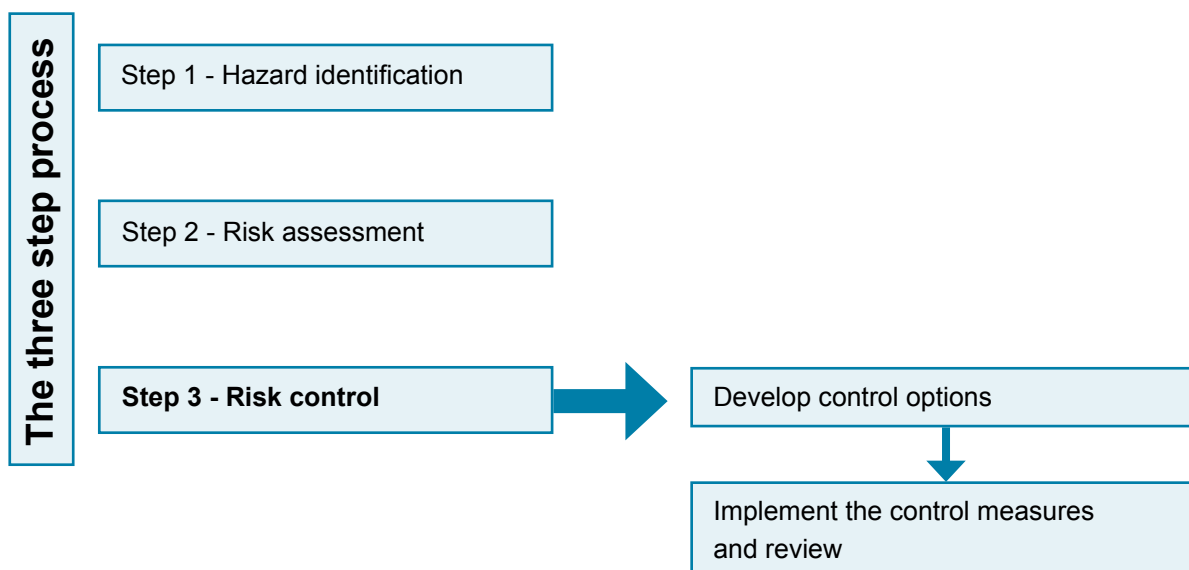 The three step process
Step 1 - Hazard identification
Step 2 - Risk assessment
Step 3 - Risk control
Develop control options
Implement the control measures
and review